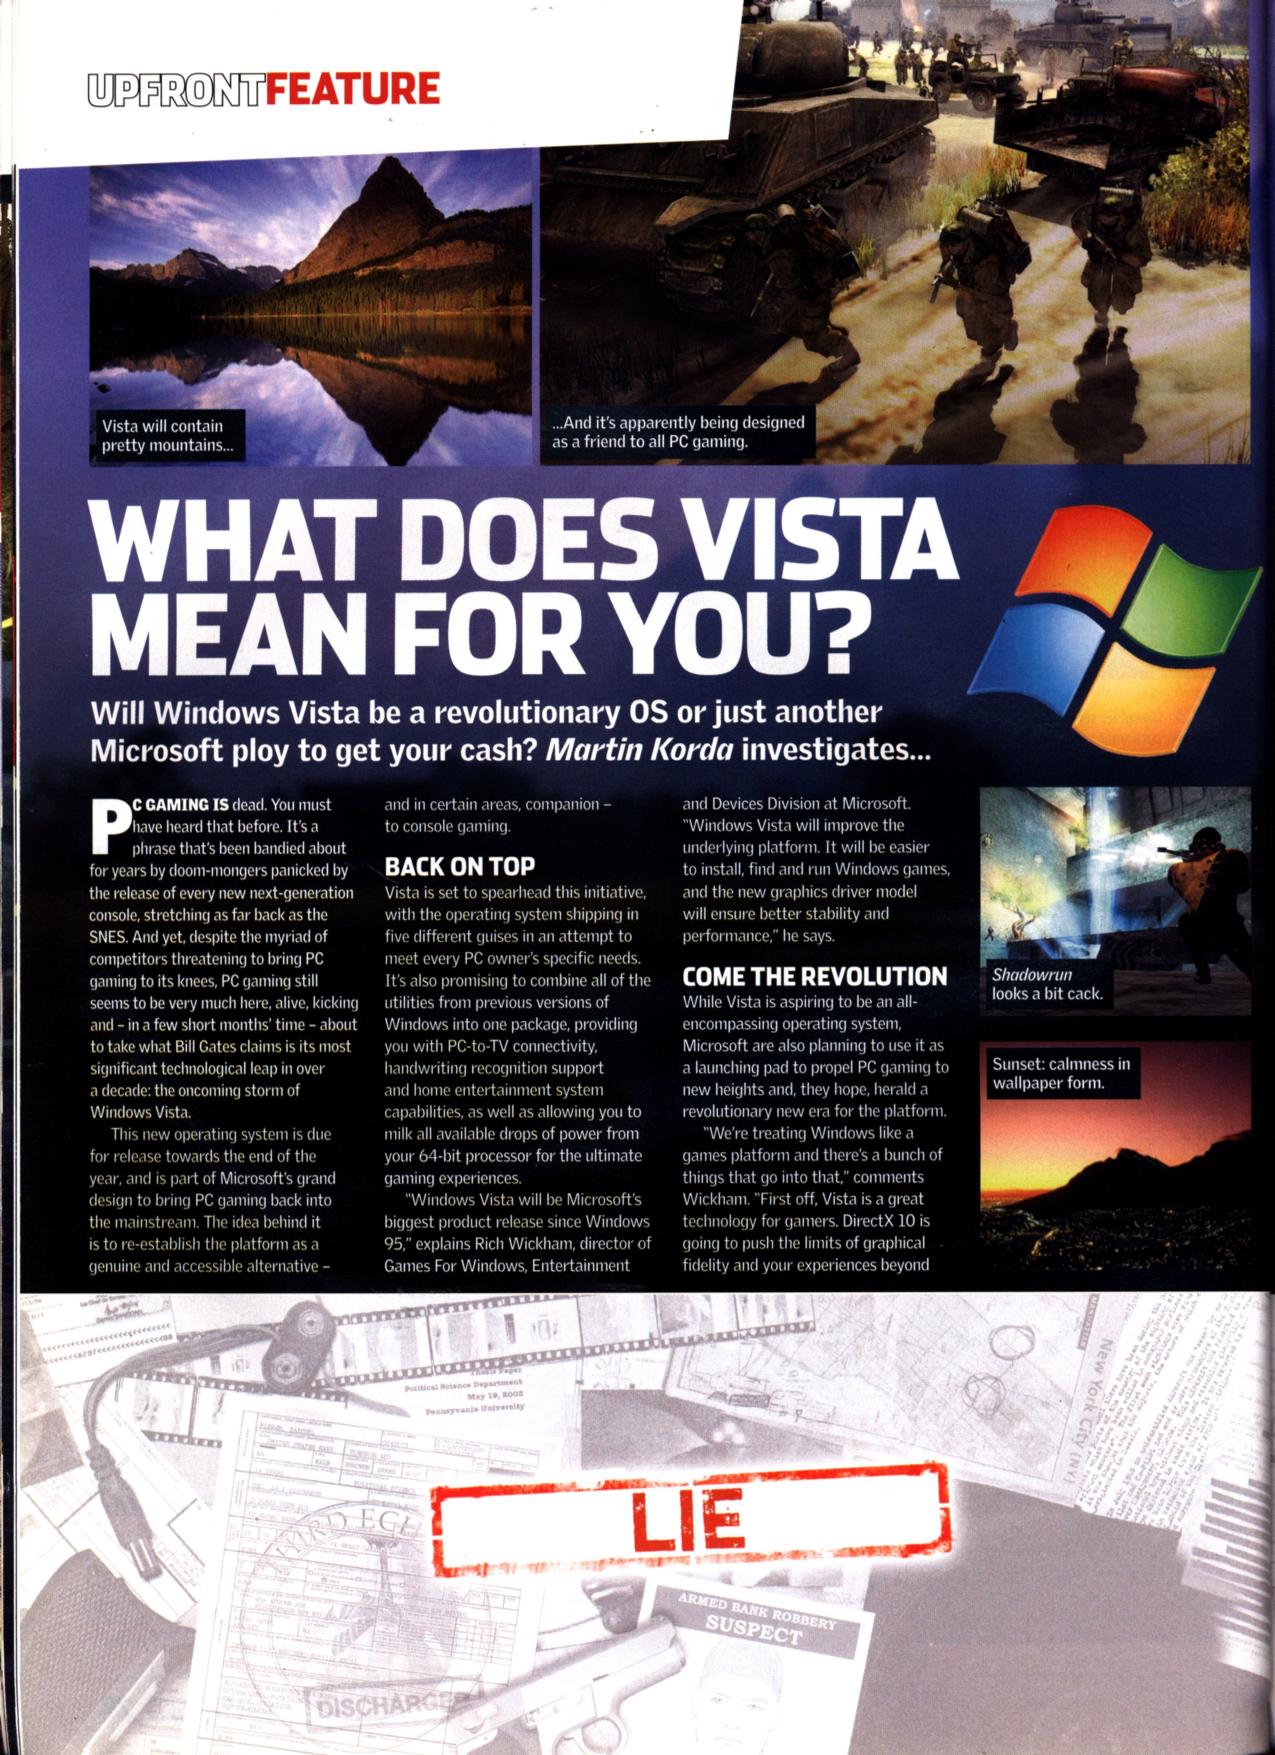 UPFRONTFEATURE
Vista will contain
pretty mountains...
...And it's apparently being designed
as a friend to all PC gaming.
WHAT DOES VISTA
MEAN FOR YOU?
Will Windows Vista be a revolutionary OS or just another
Microsoft ploy to get your cash? Martin Korda investigates...
PC GAMING IS dead. You must
have heard that before. It's a
phrase that's been bandied about
for years by doom-mongers panicked by
the release of every new next-generation
console, stretching as far back as the
SNES. And yet, despite the myriad of
competitors threatening to bring PC
gaming to its knees, PC gaming still
seems to be very much here, alive, kicking
and – in a few short months' time – about
to take what Bill Gates claims is its most
significant technological leap in over
a decade: the oncoming storm of
Windows Vista.
This new operating system is due
for release towards the end of the
year, and is part of Microsoft's grand
design to bring PC gaming back into
the mainstream. The idea behind it
is to re-establish the platform as a
genuine and accessible alternative –
and in certain areas, companion –
to console gaming.
BACK ON TOP
Vista is set to spearhead this initiative,
with the operating system shipping in
five different guises in an attempt to
meet every PC owner's specific needs.
It's also promising to combine all of the
utilities from previous versions of
Windows into one package, providing
you with PC-to-TV connectivity,
handwriting recognition support
and home entertainment system
capabilities, as well as allowing you to
milk all available drops of power from
your 64-bit processor for the ultimate
gaming experiences.
"Windows Vista will be Microsoft's
biggest product release since Windows
95," explains Rich Wickham, director of
Games For Windows, Entertainment
and Devices Division at Microsoft.
"Windows Vista will improve the
underlying platform. It will be easier
to install, find and run Windows games,
and the new graphics driver model
will ensure better stability and
performance," he says.
COME THE REVOLUTION
While Vista is aspiring to be an all-
encompassing operating system,
Microsoft are also planning to use it as
a launching pad to propel PC gaming to
new heights and, they hope, herald a
revolutionary new era for the platform.
"We're treating Windows like a
games platform and there's a bunch of
things that go into that," comments
Wickham. "First off, Vista is a great
technology for gamers. DirectX 10 is
going to push the limits of graphical
fidelity and your experiences beyond
Shadowrun
looks a bit cack.
Sunset: calmness in
wallpaper form.
Thesis Paper
Political Science Department
May 19, 2005
Pennsylvania University
New York City (NY)
LIE
ARMED BANK ROBBERY
SUSPECT
DISCHARGE